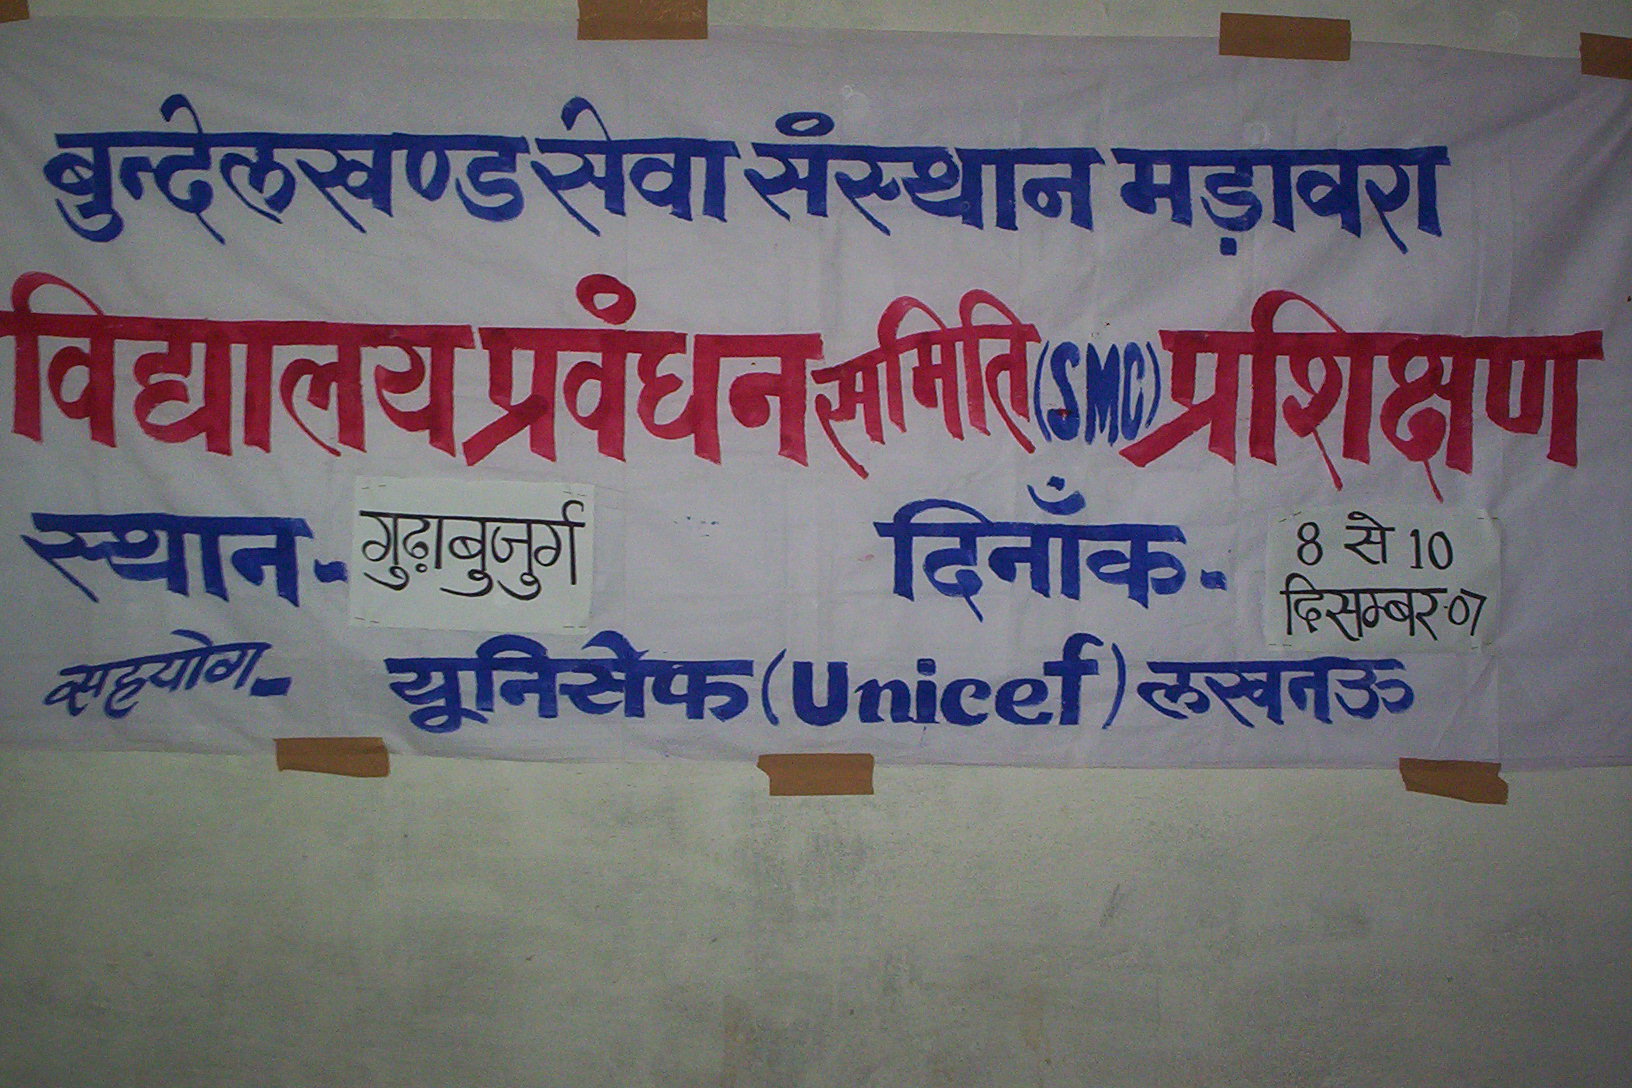 बुन्देलखण्ड सेवा संस्थान मड़ावरा
विद्यालय प्रवंधन समिति (SMC) प्रशिक्षण
स्थान - गुढ़ाबुजुर्ग दिनाँक - 8 से 10
दिसम्बर-07
सहयोग - यूनिसेफ (Unicef) लखनऊ